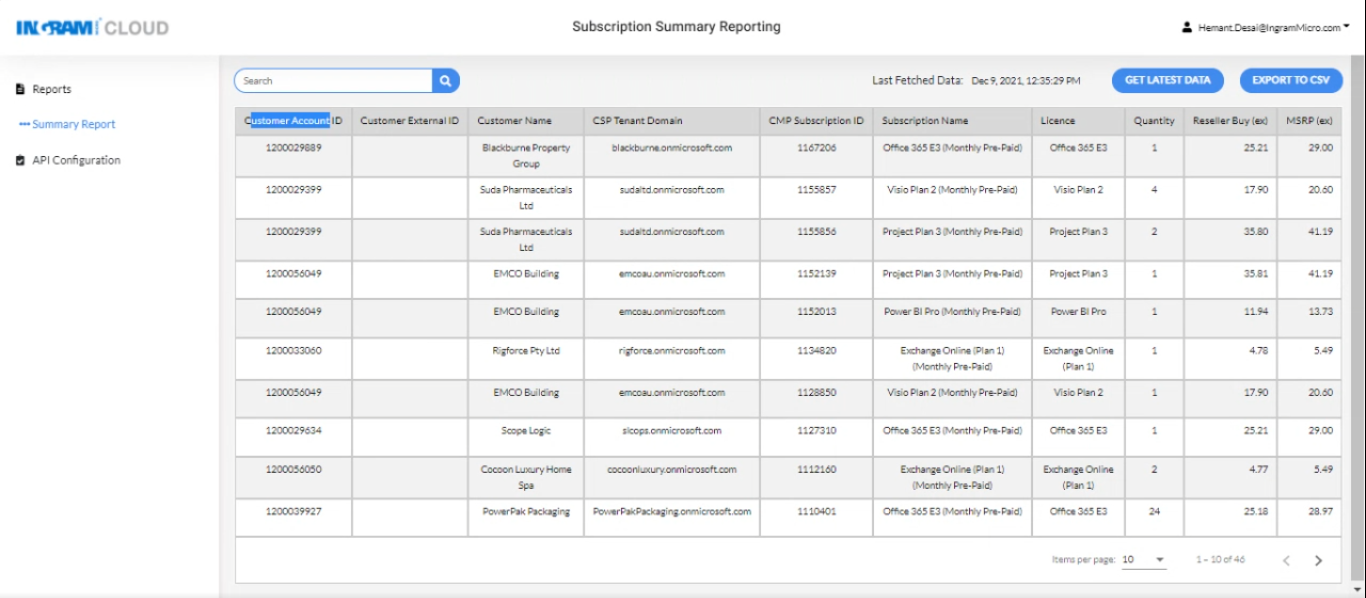 INGRAM CLOUD
Subscription Summary Reporting
Hemant.Desai@IngramMicro.com
Reports
Summary Report
API Configuration
Search
Last Fetched Data: Dec 9, 2021, 12:35:29 PM
GET LATEST DATA
EXPORT TO CSV
Customer Account ID Customer External ID Customer Name CSP Tenant Domain CMP Subscription ID Subscription Name Licence Quantity Reseller Buy (ex) MSRP (ex)
1200029889 Blackburne Property Group blackburne.onmicrosoft.com 1167206 Office 365 E3 (Monthly Pre-Paid) Office 365 E3 1 25.21 29.00
1200029399 Suda Pharmaceuticals Ltd sudaltd.onmicrosoft.com 1155857 Visio Plan 2 (Monthly Pre-Paid) Visio Plan 2 4 17.90 20.60
1200029399 Suda Pharmaceuticals Ltd sudaltd.onmicrosoft.com 1155856 Project Plan 3 (Monthly Pre-Paid) Project Plan 3 2 35.80 41.19
1200056049 EMCO Building emcoau.onmicrosoft.com 1152139 Project Plan 3 (Monthly Pre-Paid) Project Plan 3 1 35.81 41.19
1200056049 EMCO Building emcoau.onmicrosoft.com 1152013 Power BI Pro (Monthly Pre-Paid) Power BI Pro 1 11.94 13.73
1200033060 Rigforce Pty Ltd rigforce.onmicrosoft.com 1134820 Exchange Online (Plan 1) (Monthly Pre-Paid) Exchange Online (Plan 1) 1 4.78 5.49
1200056049 EMCO Building emcoau.onmicrosoft.com 1128850 Visio Plan 2 (Monthly Pre-Paid) Visio Plan 2 1 17.90 20.60
1200029634 Scope Logic slcops.onmicrosoft.com 1127310 Office 365 E3 (Monthly Pre-Paid) Office 365 E3 1 25.21 29.00
1200056050 Cocoon Luxury Home Spa cocoonluxury.onmicrosoft.com 1112160 Exchange Online (Plan 1) (Monthly Pre-Paid) Exchange Online (Plan 1) 2 4.77 5.49
1200039927 PowerPak Packaging PowerPakPackaging.onmicrosoft.com 1110401 Office 365 E3 (Monthly Pre-Paid) Office 365 E3 24 25.18 28.97
Items per page: 10 1 – 10 of 46